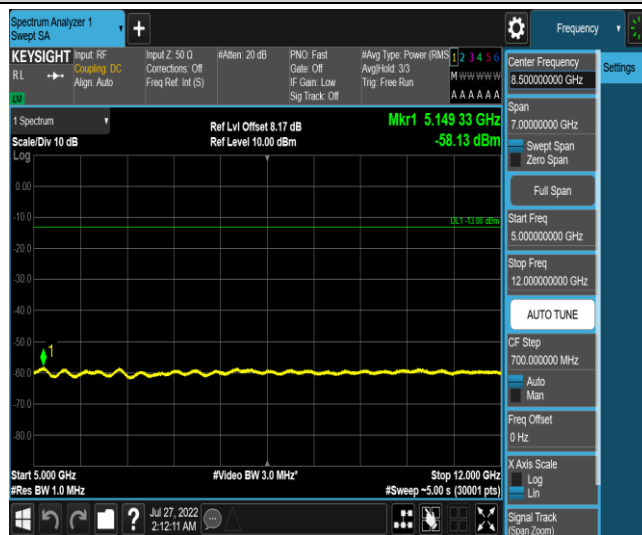 Spectrum Analyzer 1
Swept SA
+
Frequency
KEYSIGHT
RL
LXI
Input: RF
Coupling: DC
Align: Auto
Input Z: 50 Ω
Corrections: Off
Freq Ref: Int (S)
#Atten: 20 dB
PNO: Fast
Gate: Off
IF Gain: Low
Sig Track: Off
#Avg Type: Power (RMS
Avg|Hold: 3/3
Trig: Free Run
1 2 3 4 5 6
M W W W W W
A A A A A A
1 Spectrum
Scale/Div 10 dB
Log
Ref Lvl Offset 8.17 dB
Ref Level 10.00 dBm
Mkr1 5.149 33 GHz
-58.13 dBm
0.00
-10.0
DL1 -13.00 dBm
-20.0
-30.0
-40.0
-50.0
1
-60.0
-70.0
-80.0
Start 5.000 GHz
#Res BW 1.0 MHz
#Video BW 3.0 MHz*
Stop 12.000 GHz
#Sweep ~5.00 s (30001 pts)
?
Jul 27, 2022
2:12:11 AM
Center Frequency
8.500000000 GHz
Settings
Span
7.00000000 GHz
Swept Span
Zero Span
Full Span
Start Freq
5.000000000 GHz
Stop Freq
12.000000000 GHz
AUTO TUNE
CF Step
700.000000 MHz
Auto
Man
Freq Offset
0 Hz
X Axis Scale
Log
Lin
Signal Track
(Span Zoom)